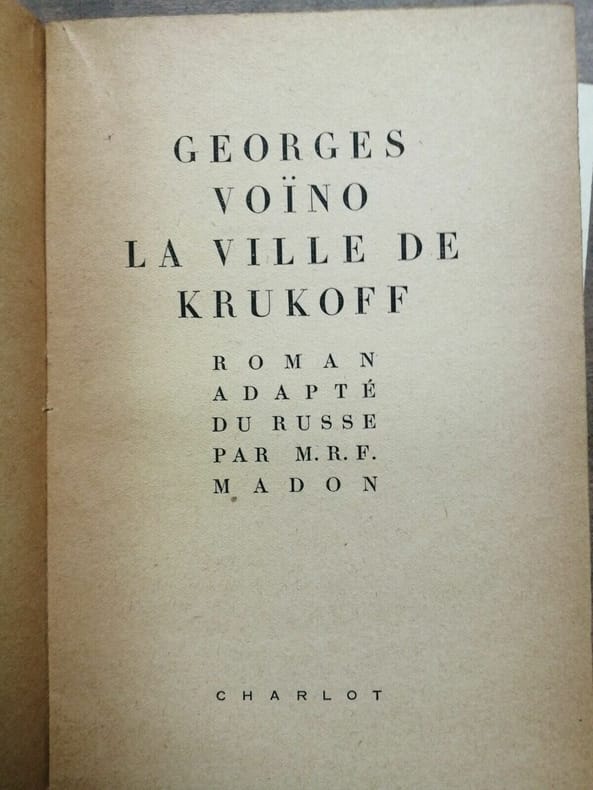 GEORGES
VOÏNO
LA VILLE DE
KRUKOFF
ROMAN
ADAPTÉ
DU RUSSE
PAR M.R.F.
MADON
CHARLOT